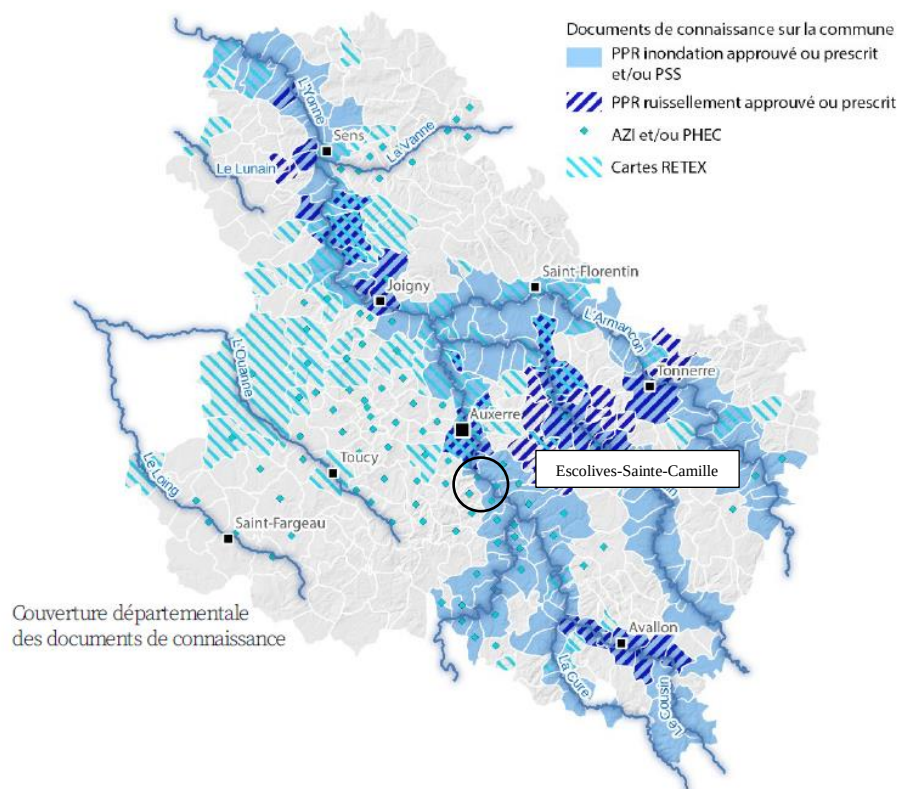 Documents de connaissance sur la commune
PPR inondation approuvé ou prescrit
et/ou PSS
PPR ruissellement approuvé ou prescrit
AZI et/ou PHEC
Cartes RETEX
L'Yonne
Sens
La Vanne
Le Lunain
Saint-Florentin
Joigny
L'Armançon
L'Ouanne
Tonnerre
Auxerre
Escolives-Sainte-Camille
Toucy
Le Loing
Saint-Fargeau
Couverture départementale
des documents de connaissance
Avallon
La Cure
Le Cousin